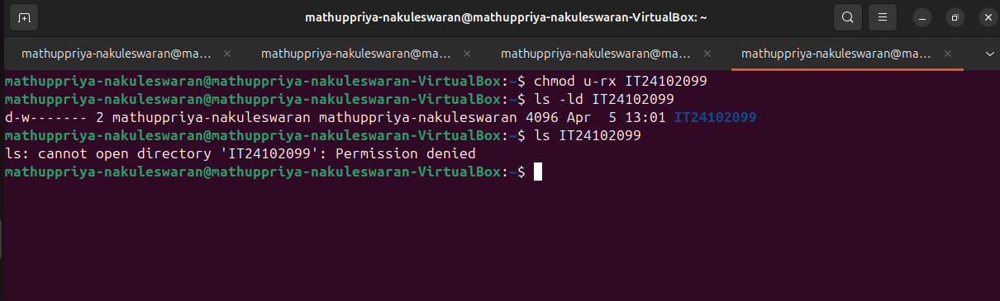 mathuppriya-nakuleswaran@mathuppriya-nakuleswaran-VirtualBox: ~
mathuppriya-nakuleswaran@ma... mathuppriya-nakuleswaran@ma... mathuppriya-nakuleswaran@ma... mathuppriya-nakuleswaran@ma...
mathuppriya-nakuleswaran@mathuppriya-nakuleswaran-VirtualBox:~$ chmod u-rx IT24102099
mathuppriya-nakuleswaran@mathuppriya-nakuleswaran-VirtualBox:~$ ls -ld IT24102099
d-w------- 2 mathuppriya-nakuleswaran mathuppriya-nakuleswaran 4096 Apr  5 13:01 IT24102099
mathuppriya-nakuleswaran@mathuppriya-nakuleswaran-VirtualBox:~$ ls IT24102099
ls: cannot open directory 'IT24102099': Permission denied
mathuppriya-nakuleswaran@mathuppriya-nakuleswaran-VirtualBox:~$